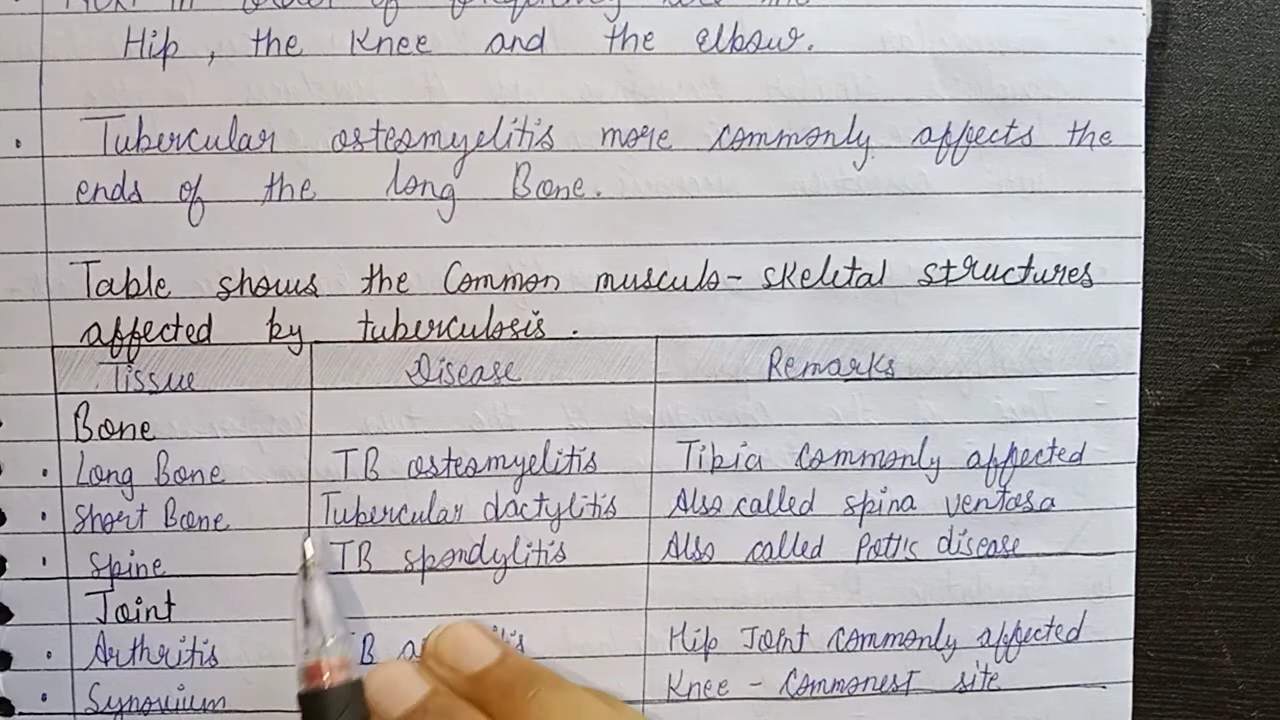 Hip, the Knee and the elbow.
Tubercular osteomyelitis more commonly affects the
ends of the long Bone.
Table shows the Common musculo-skeletal structures
affected by tuberculosis.
Tissue Disease Remarks
Bone
Long Bone TB osteomyelitis Tibia commonly affected
Short Bone Tubercular dactylitis Also called spina ventosa
Spine TB spondylitis Also called Pott's disease
Joint
Arthritis Hip Joint commonly affected
Synovium Knee - Commonest site